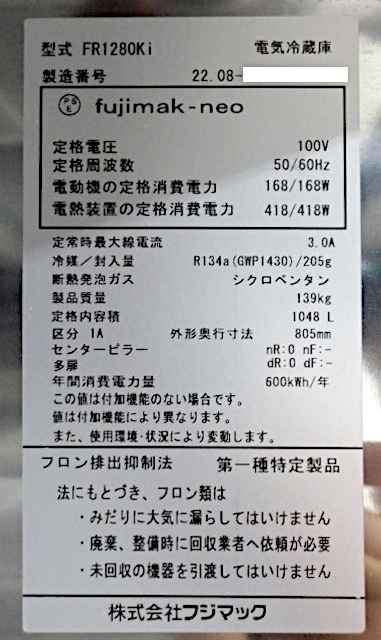 型式 FR1280Ki 電気冷蔵庫
製造番号 22.08-
PSE fujimak-neo
定格電圧 100V
定格周波数 50/60Hz
電動機の定格消費電力 168/168W
電熱装置の定格消費電力 418/418W
定常時最大線電流 3.0A
冷媒/封入量 R134a(GWP1430)/205g
断熱発泡ガス シクロペンタン
製品質量 139kg
定格内容積 1048 L
区分 1A 外形奥行寸法 805mm
センターピラー nR:0 nF:-
多扉 dR:0 dF:-
年間消費電力量 600kWh/年
この値は付加機能のない場合です。
値は付加機能により異なります。
また、使用環境・状況により変動します。
フロン排出抑制法 第一種特定製品
法にもとづき、フロン類は
・みだりに大気に漏らしてはいけません
・廃棄、整備時に回収業者へ依頼が必要
・未回収の機器を引渡してはいけません
株式会社フジマック